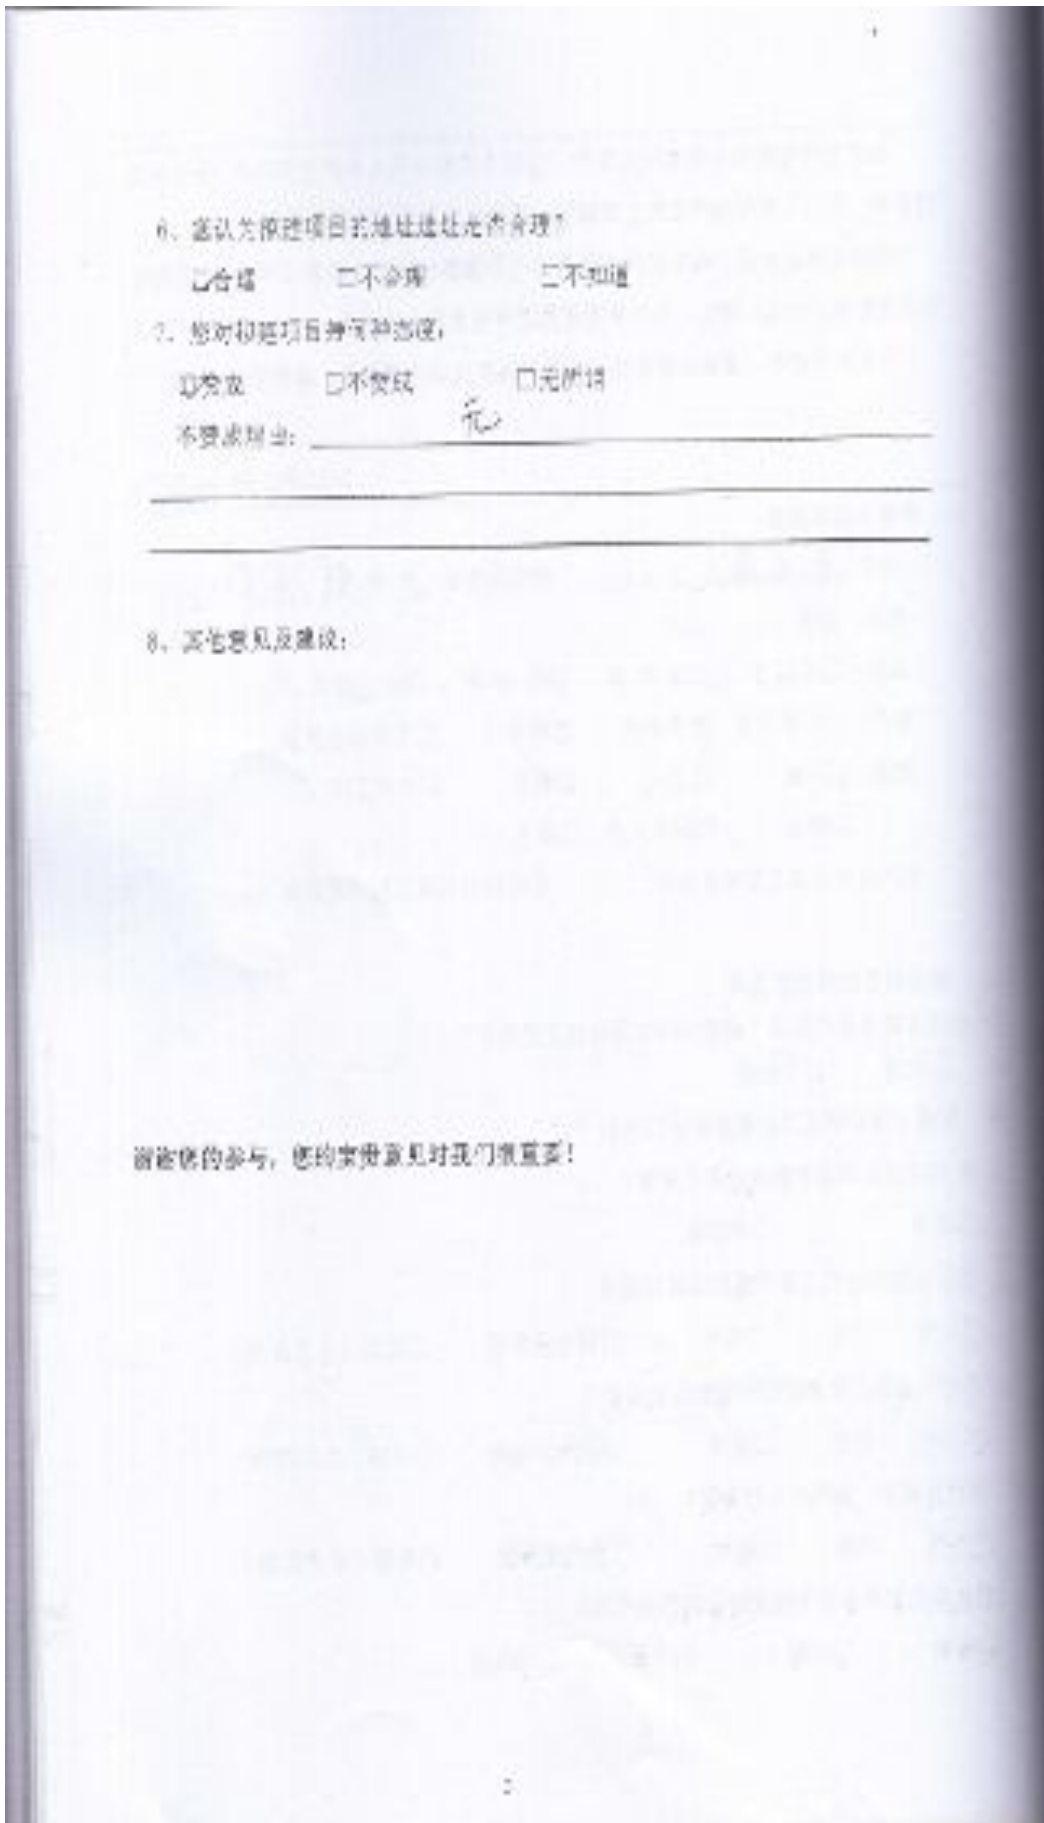 6、您认为拟建项目的地址选址是否合理?
□合理 □不合理 □不知道
7、您对拟建项目持何种态度:
□赞成 □不赞成 □无所谓
不赞成理由: 无
8、其他意见及建议:
谢谢您的参与, 您的宝贵意见对我们很重要!
2